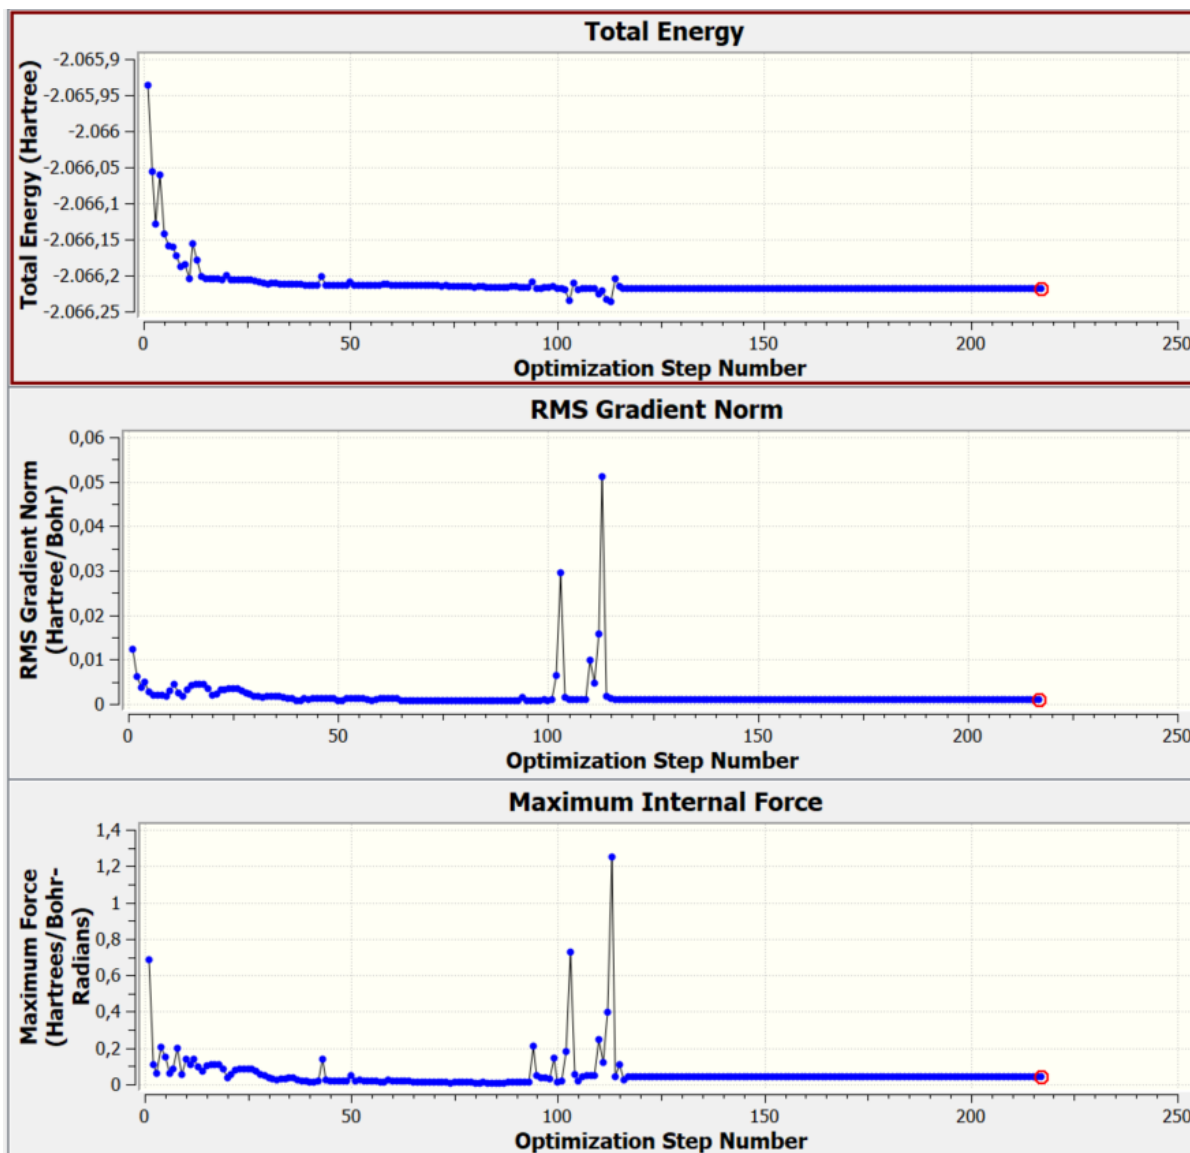 Total Energy
Total Energy (Hartree)
-2.065,9
-2.065,95
-2.066
-2.066,05
-2.066,1
-2.066,15
-2.066,2
-2.066,25
0 50 100 150 200 250
Optimization Step Number
RMS Gradient Norm
RMS Gradient Norm
(Hartree/Bohr)
0,06
0,05
0,04
0,03
0,02
0,01
0
0 50 100 150 200 250
Optimization Step Number
Maximum Internal Force
Maximum Force
(Hartrees/Bohr-
Radians)
1,4
1,2
1
0,8
0,6
0,4
0,2
0
0 50 100 150 200 250
Optimization Step Number